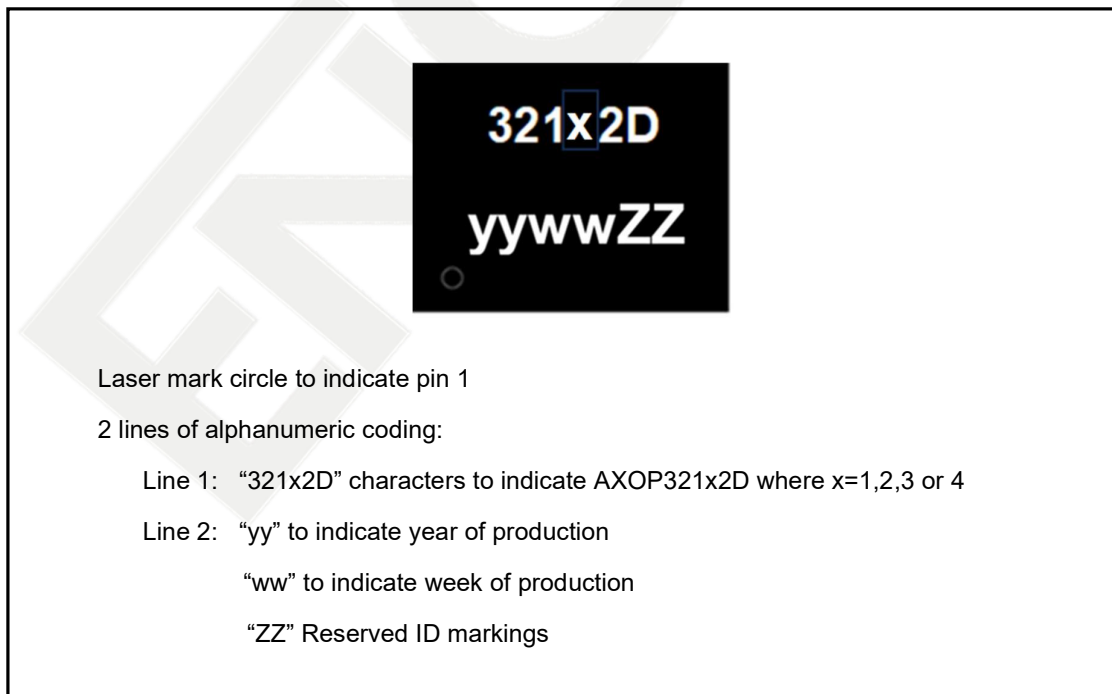 321x2D
yywwZZ
Laser mark circle to indicate pin 1
2 lines of alphanumeric coding:
Line 1: “321x2D” characters to indicate AXOP321x2D where x=1,2,3 or 4
Line 2: “yy” to indicate year of production
“ww” to indicate week of production
“ZZ” Reserved ID markings